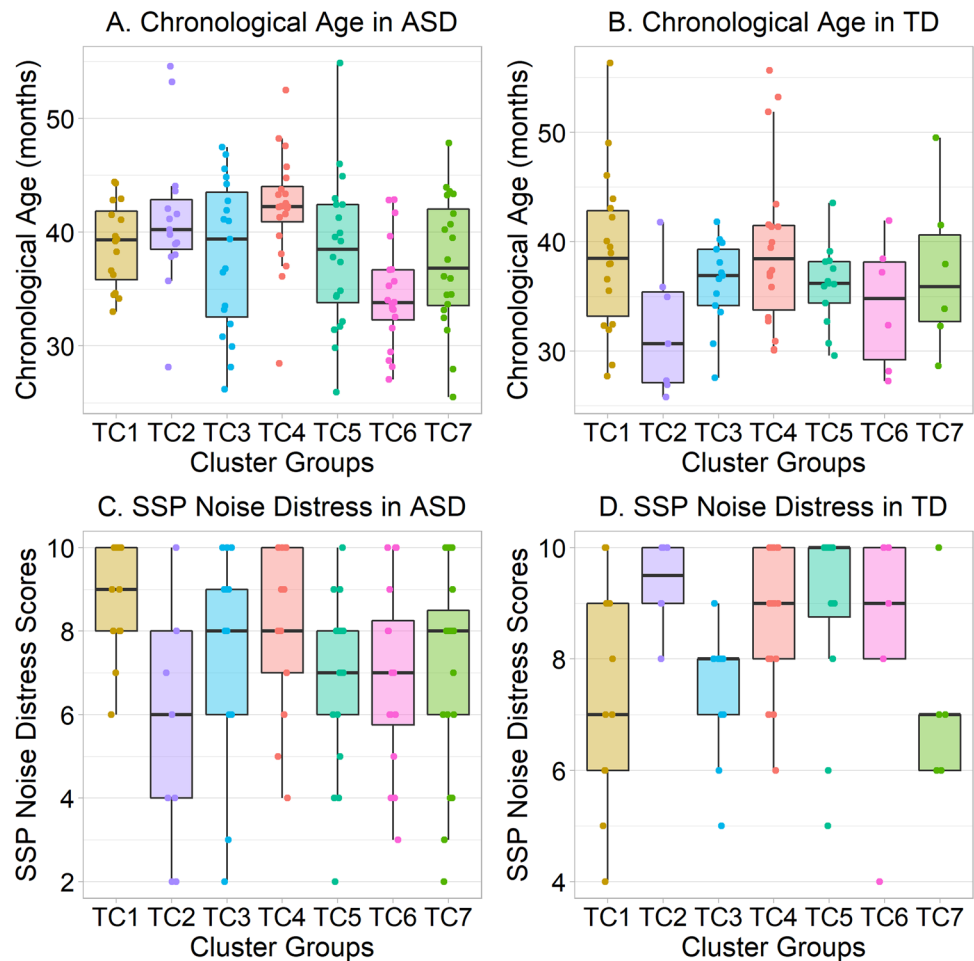 A. Chronological Age in ASD
Chronological Age (months)
50
40
30
TC1 TC2 TC3 TC4 TC5 TC6 TC7
Cluster Groups
B. Chronological Age in TD
Chronological Age (months)
50
40
30
TC1 TC2 TC3 TC4 TC5 TC6 TC7
Cluster Groups
C. SSP Noise Distress in ASD
SSP Noise Distress Scores
10
8
6
4
2
TC1 TC2 TC3 TC4 TC5 TC6 TC7
Cluster Groups
D. SSP Noise Distress in TD
SSP Noise Distress Scores
10
8
6
4
TC1 TC2 TC3 TC4 TC5 TC6 TC7
Cluster Groups